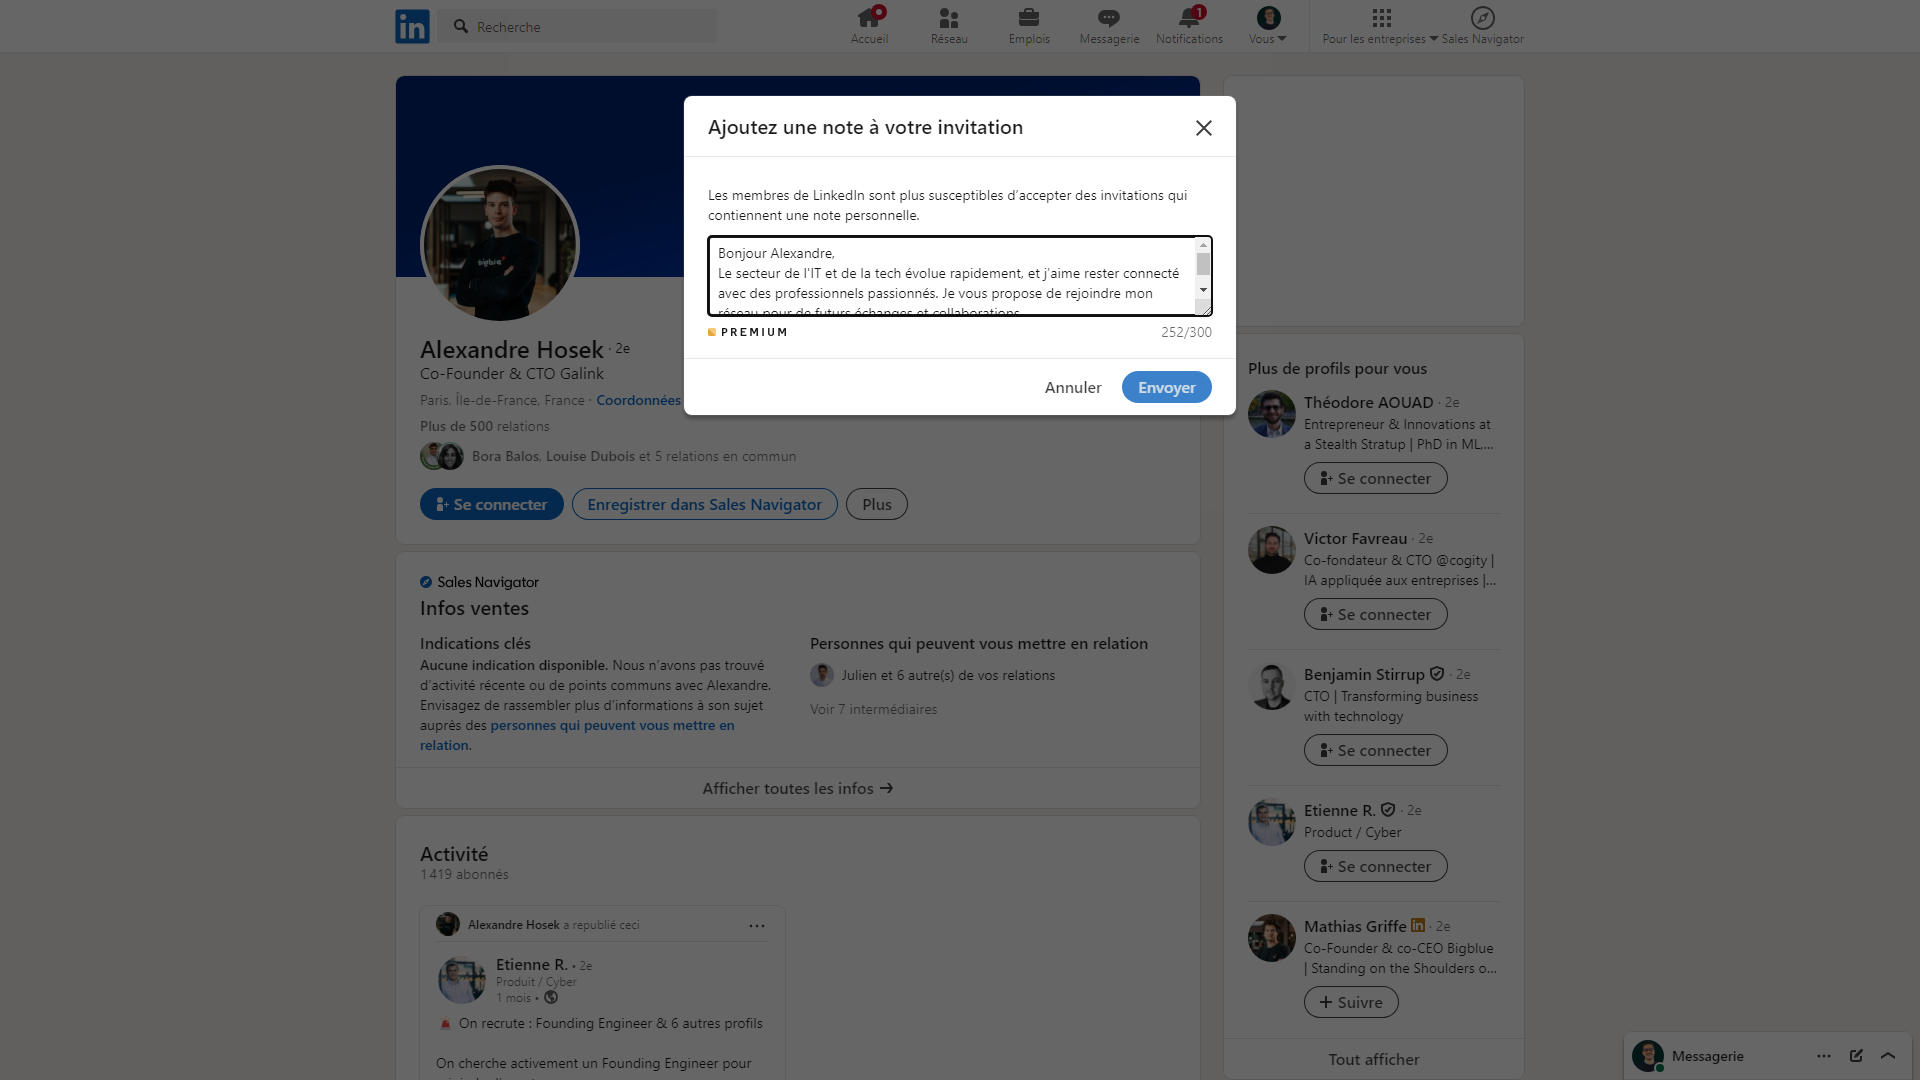 in
Recherche
Accueil
Réseau
Emplois
Messagerie
1
Notifications
Vous
Pour les entreprises
Sales Navigator
Ajoutez une note à votre invitation
Les membres de LinkedIn sont plus susceptibles d’accepter des invitations qui
contiennent une note personnelle.
Bonjour Alexandre,
Le secteur de l'IT et de la tech évolue rapidement, et j'aime rester connecté
avec des professionnels passionnés. Je vous propose de rejoindre mon
réseau pour de futurs échanges et collaborations.
PREMIUM
252/300
Annuler
Envoyer
bigblue
Alexandre Hosek · 2e
Co-Founder & CTO Galink
Paris, Île-de-France, France · Coordonnées
Plus de 500 relations
Bora Balos, Louise Dubois et 5 relations en commun
Se connecter
Enregistrer dans Sales Navigator
Plus
Sales Navigator
Infos ventes
Indications clés
Aucune indication disponible. Nous n’avons pas trouvé
d’activité récente ou de points communs avec Alexandre.
Envisagez de rassembler plus d’informations à son sujet
auprès des personnes qui peuvent vous mettre en
relation.
Personnes qui peuvent vous mettre en relation
Julien et 6 autre(s) de vos relations
Voir 7 intermédiaires
Afficher toutes les infos
Activité
1 419 abonnés
Alexandre Hosek a republié ceci
Etienne R. • 2e
Produit / Cyber
1 mois •
On recrute : Founding Engineer & 6 autres profils
On cherche activement un Founding Engineer pour
Plus de profils pour vous
Théodore AOUAD · 2e
Entrepreneur & Innovations at
a Stealth Stratup | PhD in ML,...
Se connecter
Victor Favreau · 2e
Co-fondateur & CTO @cogity |
IA appliquée aux entreprises |...
Se connecter
Benjamin Stirrup · 2e
CTO | Transforming business
with technology
Se connecter
Etienne R. · 2e
Product / Cyber
Se connecter
Mathias Griffe in · 2e
Co-Founder & co-CEO Bigblue
| Standing on the Shoulders o...
Suivre
Tout afficher
Messagerie